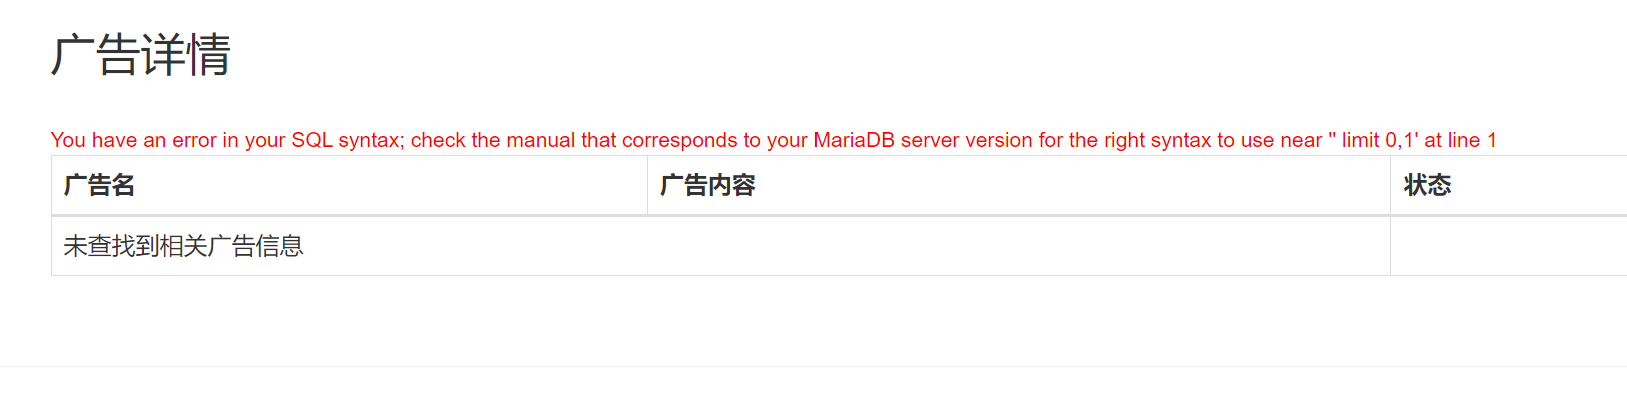 广告详情
You have an error in your SQL syntax; check the manual that corresponds to your MariaDB server version for the right syntax to use near '' limit 0,1' at line 1
广告名 广告内容 状态
未查找到相关广告信息